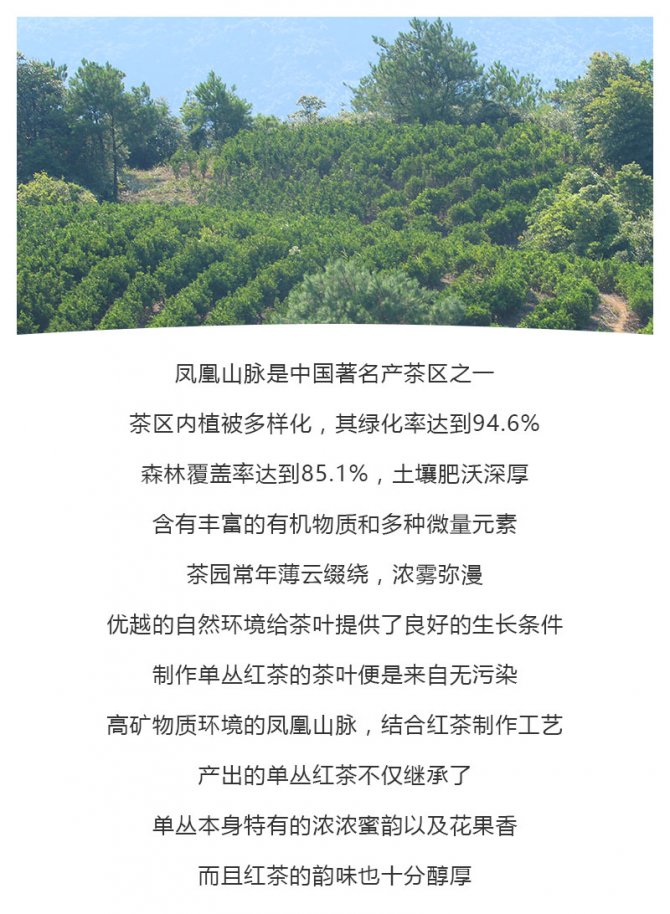 凤凰山脉是中国著名产茶区之一
茶区内植被多样化，其绿化率达到94.6%
森林覆盖率达到85.1%，土壤肥沃深厚
含有丰富的有机物质和多种微量元素
茶园常年薄云缀绕，浓雾弥漫
优越的自然环境给茶叶提供了良好的生长条件
制作单丛红茶的茶叶便是来自无污染
高矿物质环境的凤凰山脉，结合红茶制作工艺
产出的单丛红茶不仅继承了
单丛本身特有的浓浓蜜韵以及花果香
而且红茶的韵味也十分醇厚